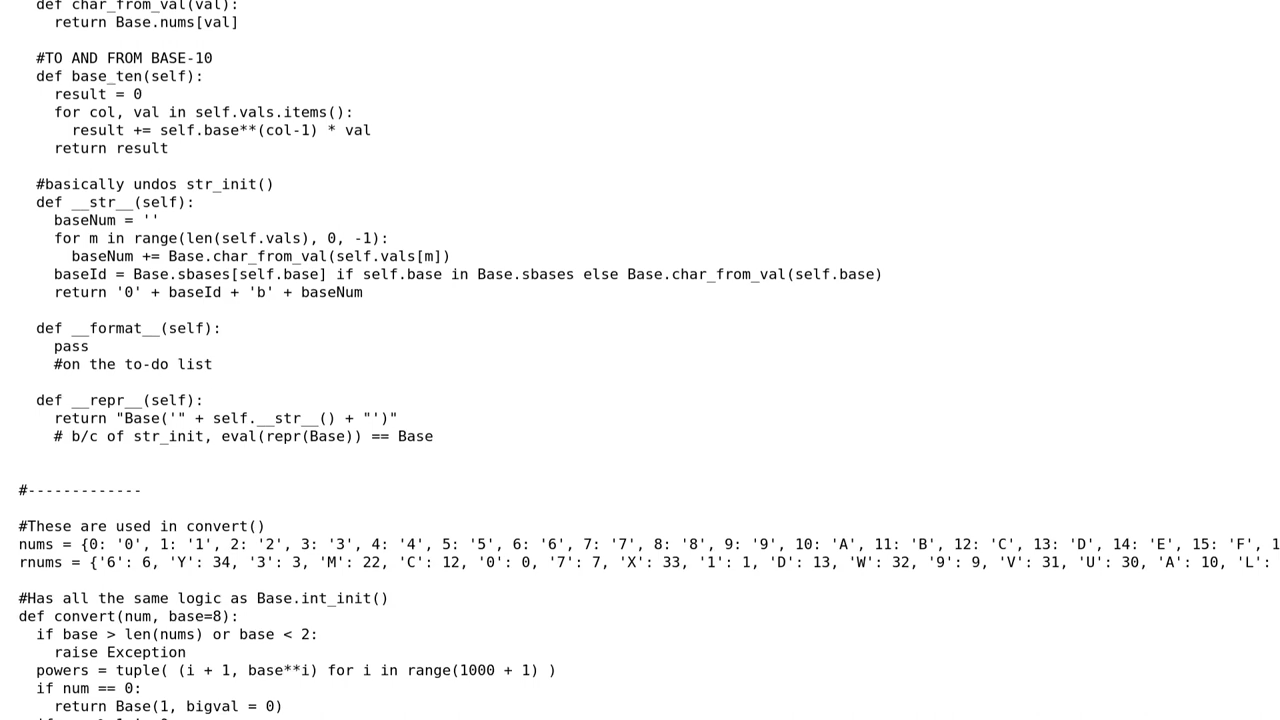 def char_from_val(val):
return Base.nums[val]
#TO AND FROM BASE-10
def base_ten(self):
result = 0
for col, val in self.vals.items():
result += self.base**(col-1) * val
return result
#basically undos str_init()
def __str__(self):
baseNum = ''
for m in range(len(self.vals), 0, -1):
baseNum += Base.char_from_val(self.vals[m])
baseId = Base.sbases[self.base] if self.base in Base.sbases else Base.char_from_val(self.base)
return '0' + baseId + 'b' + baseNum
def __format__(self):
pass
#on the to-do list
def __repr__(self):
return "Base('" + self.__str__() + "')"
# b/c of str_init, eval(repr(Base)) == Base
#-------------
#These are used in convert()
nums = {0: '0', 1: '1', 2: '2', 3: '3', 4: '4', 5: '5', 6: '6', 7: '7', 8: '8', 9: '9', 10: 'A', 11: 'B', 12: 'C', 13: 'D', 14: 'E', 15: 'F', 1
rnums = {'6': 6, 'Y': 34, '3': 3, 'M': 22, 'C': 12, '0': 0, '7': 7, 'X': 33, '1': 1, 'D': 13, 'W': 32, '9': 9, 'V': 31, 'U': 30, 'A': 10, 'L':
#Has all the same logic as Base.int_init()
def convert(num, base=8):
if base > len(nums) or base < 2:
raise Exception
powers = tuple( (i + 1, base**i) for i in range(1000 + 1) )
if num == 0:
return Base(1, bigval = 0)